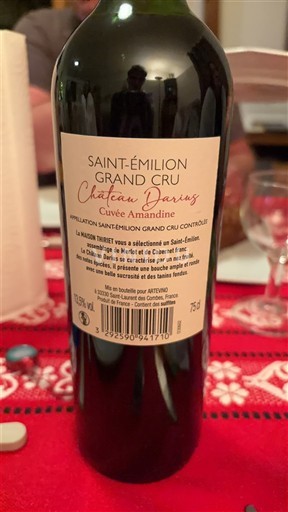 SAINT-ÉMILION
GRAND CRU
Château Darius
Cuvée Amandine
APPELLATION SAINT-ÉMILION GRAND CRU CONTRÔLÉE
La MAISON THIRIET vous a sélectionné un Saint-Émilion,
assemblage de Merlot et de Cabernet franc.
Le Château Darius se caractérise par un nez fruité,
des notes épicées. Il présente une bouche ample et ronde
avec une belle sucrosité et des tanins fondus.
Mis en bouteille pour ARTEVINO
à 33330 Saint-Laurent des Combes, France
Produit de France - Contient des sulfites
13,5% vol.
75cl
3 292590 941710